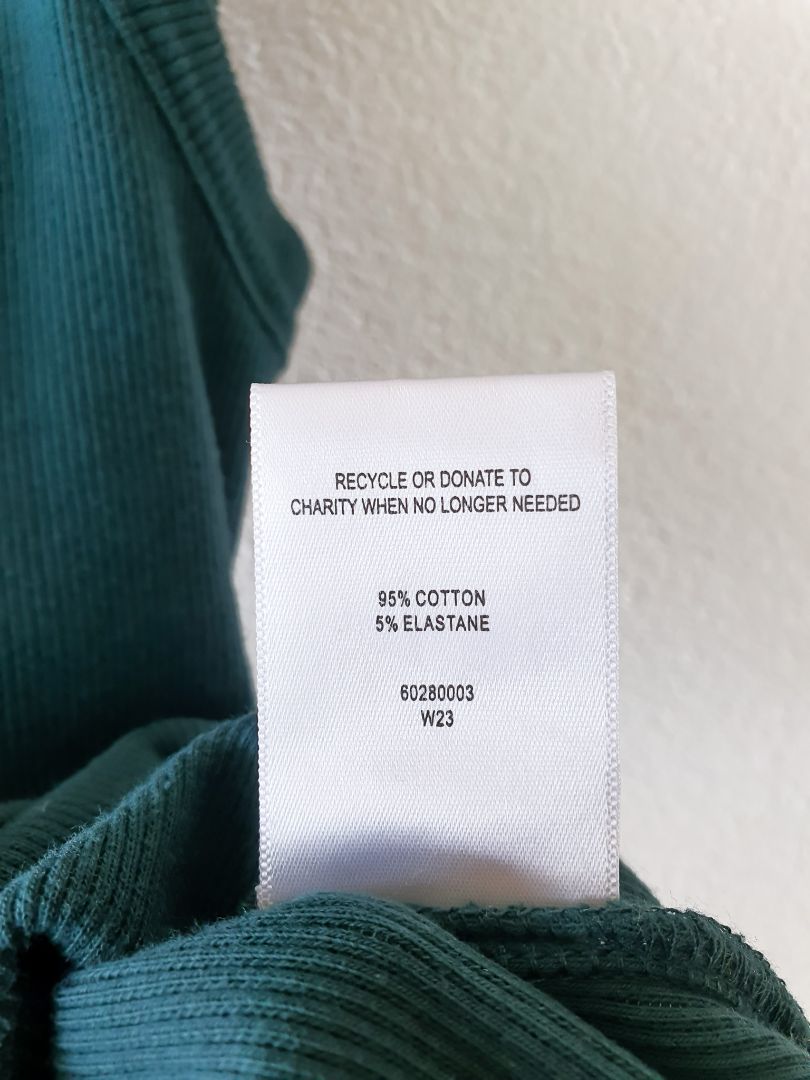 RECYCLE OR DONATE TO
CHARITY WHEN NO LONGER NEEDED
95% COTTON
5% ELASTANE
60280003
W23